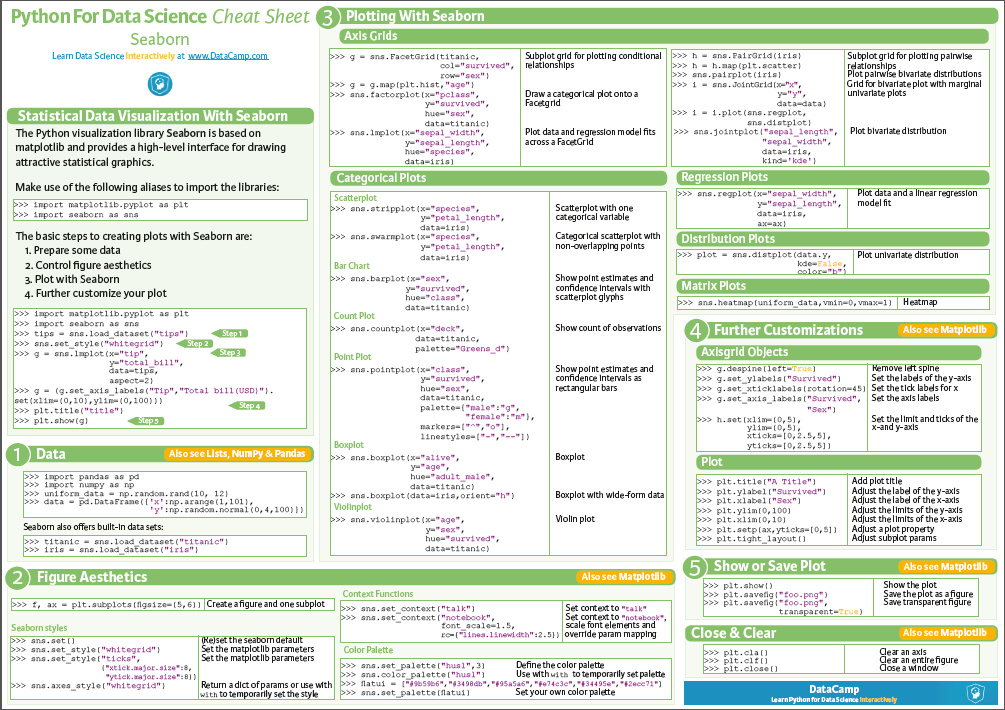 Python For Data Science Cheat Sheet
Seaborn
Learn Data Science Interactively at www.DataCamp.com
Statistical Data Visualization With Seaborn
The Python visualization library Seaborn is based on
matplotlib and provides a high-level interface for drawing
attractive statistical graphics.
Make use of the following aliases to import the libraries:
>>> import matplotlib.pyplot as plt
>>> import seaborn as sns
The basic steps to creating plots with Seaborn are:
1. Prepare some data
2. Control figure aesthetics
3. Plot with Seaborn
4. Further customize your plot
>>> import matplotlib.pyplot as plt
>>> import seaborn as sns
>>> tips = sns.load_dataset("tips") Step 1
>>> sns.set_style("whitegrid") Step 2
>>> g = sns.lmplot(x="tip", Step 3
y="total_bill",
data=tips,
aspect=2)
>>> g = (g.set_axis_labels("Tip","Total bill(USD)").
set(xlim=(0,10),ylim=(0,100))) Step 4
>>> plt.title("title")
>>> plt.show(g) Step 5
1 Data Also see Lists, NumPy & Pandas
>>> import pandas as pd
>>> import numpy as np
>>> uniform_data = np.random.rand(10, 12)
>>> data = pd.DataFrame({'x':np.arange(1,101),
'y':np.random.normal(0,4,100)})
Seaborn also offers built-in data sets:
>>> titanic = sns.load_dataset("titanic")
>>> iris = sns.load_dataset("iris")
2 Figure Aesthetics Also see Matplotlib
>>> f, ax = plt.subplots(figsize=(5,6)) Create a figure and one subplot
Seaborn styles
>>> sns.set() (Re)set the seaborn default
>>> sns.set_style("whitegrid") Set the matplotlib parameters
>>> sns.set_style("ticks", Set the matplotlib parameters
{"xtick.major.size":8,
"ytick.major.size":8})
>>> sns.axes_style("whitegrid") Return a dict of params or use with
with to temporarily set the style
Context Functions
>>> sns.set_context("talk") Set context to "talk"
>>> sns.set_context("notebook", Set context to "notebook",
font_scale=1.5, scale font elements and
rc={"lines.linewidth":2.5}) override param mapping
Color Palette
>>> sns.set_palette("husl",3) Define the color palette
>>> sns.color_palette("husl") Use with with to temporarily set palette
>>> flatui = ["#9b59b6","#3498db","#95a5a6","#e74c3c","#34495e","#2ecc71"]
>>> sns.set_palette(flatui) Set your own color palette
3 Plotting With Seaborn
Axis Grids
>>> g = sns.FacetGrid(titanic, Subplot grid for plotting conditional
col="survived", relationships
row="sex")
>>> g = g.map(plt.hist,"age")
>>> sns.factorplot(x="pclass", Draw a categorical plot onto a
y="survived", Facetgrid
hue="sex",
data=titanic)
>>> sns.lmplot(x="sepal_width", Plot data and regression model fits
y="sepal_length", across a FacetGrid
hue="species",
data=iris)
>>> h = sns.PairGrid(iris) Subplot grid for plotting pairwise
>>> h = h.map(plt.scatter) relationships
>>> sns.pairplot(iris) Plot pairwise bivariate distributions
>>> i = sns.JointGrid(x="x", Grid for bivariate plot with marginal
y="y", univariate plots
data=data)
>>> i = i.plot(sns.regplot,
sns.distplot)
>>> sns.jointplot("sepal_length", Plot bivariate distribution
"sepal_width",
data=iris,
kind='kde')
Categorical Plots
Scatterplot
>>> sns.stripplot(x="species", Scatterplot with one
y="petal_length", categorical variable
data=iris)
>>> sns.swarmplot(x="species", Categorical scatterplot with
y="petal_length", non-overlapping points
data=iris)
Bar Chart
>>> sns.barplot(x="sex", Show point estimates and
y="survived", confidence intervals with
hue="class", scatterplot glyphs
data=titanic)
Count Plot
>>> sns.countplot(x="deck", Show count of observations
data=titanic,
palette="Greens_d")
Point Plot
>>> sns.pointplot(x="class", Show point estimates and
y="survived", confidence intervals as
hue="sex", rectangular bars
data=titanic,
palette={"male":"g",
"female":"m"},
markers=["^","o"],
linestyles=["-","--"])
Boxplot
>>> sns.boxplot(x="alive", Boxplot
y="age",
hue="adult_male",
data=titanic)
>>> sns.boxplot(data=iris,orient="h") Boxplot with wide-form data
Violinplot
>>> sns.violinplot(x="age", Violin plot
y="sex",
hue="survived",
data=titanic)
Regression Plots
>>> sns.regplot(x="sepal_width", Plot data and a linear regression
y="sepal_length", model fit
data=iris,
ax=ax)
Distribution Plots
>>> plot = sns.distplot(data.y, Plot univariate distribution
kde=False,
color="b")
Matrix Plots
>>> sns.heatmap(uniform_data,vmin=0,vmax=1) Heatmap
4 Further Customizations Also see Matplotlib
Axisgrid Objects
>>> g.despine(left=True) Remove left spine
>>> g.set_ylabels("Survived") Set the labels of the y-axis
>>> g.set_xticklabels(rotation=45) Set the tick labels for x
>>> g.set_axis_labels("Survived", Set the axis labels
"Sex")
>>> h.set(xlim=(0,5), Set the limit and ticks of the
ylim=(0,5), x-and y-axis
xticks=[0,2.5,5],
yticks=[0,2.5,5])
Plot
>>> plt.title("A Title") Add plot title
>>> plt.ylabel("Survived") Adjust the label of the y-axis
>>> plt.xlabel("Sex") Adjust the label of the x-axis
>>> plt.ylim(0,100) Adjust the limits of the y-axis
>>> plt.xlim(0,10) Adjust the limits of the x-axis
>>> plt.setp(ax,yticks=[0,5]) Adjust a plot property
>>> plt.tight_layout() Adjust subplot params
5 Show or Save Plot Also see Matplotlib
>>> plt.show() Show the plot
>>> plt.savefig("foo.png") Save the plot as a figure
>>> plt.savefig("foo.png", Save transparent figure
transparent=True)
Close & Clear Also see Matplotlib
>>> plt.cla() Clear an axis
>>> plt.clf() Clear an entire figure
>>> plt.close() Close a window
DataCamp
Learn Python for Data Science Interactively